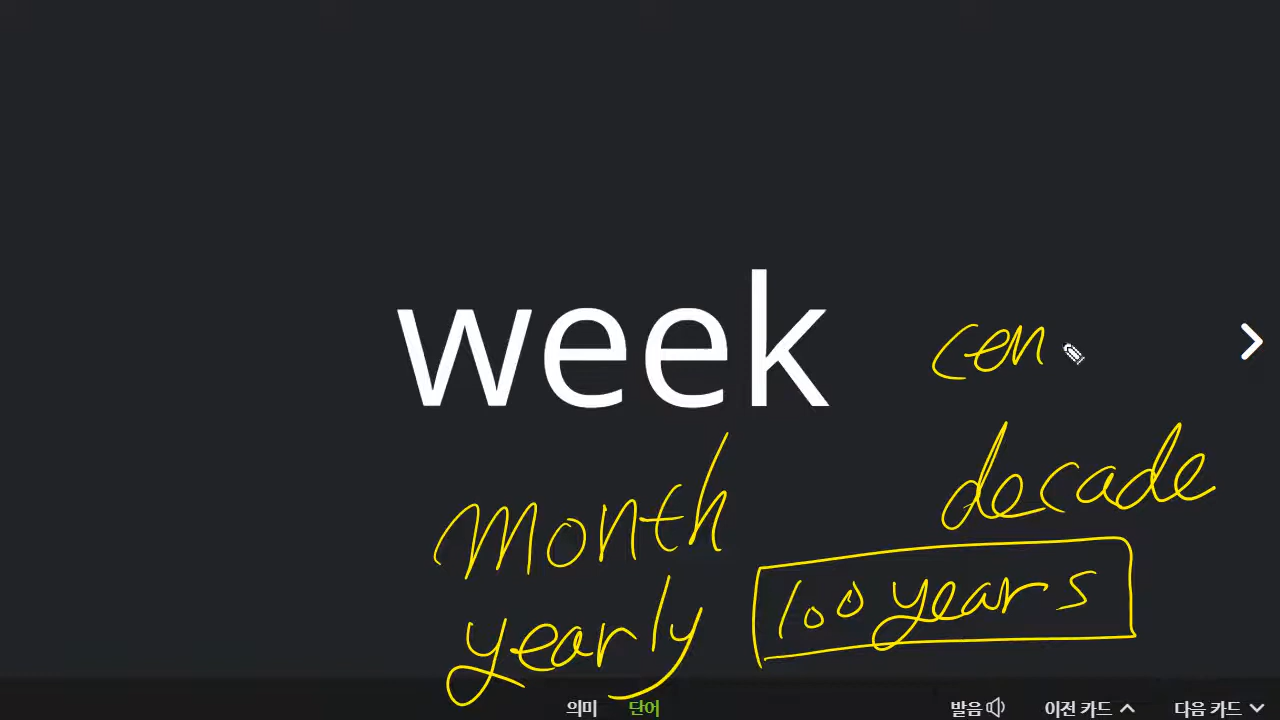 week
cen
decade
month
100 years
yearly
의미 단어 발음 이전 카드 다음 카드